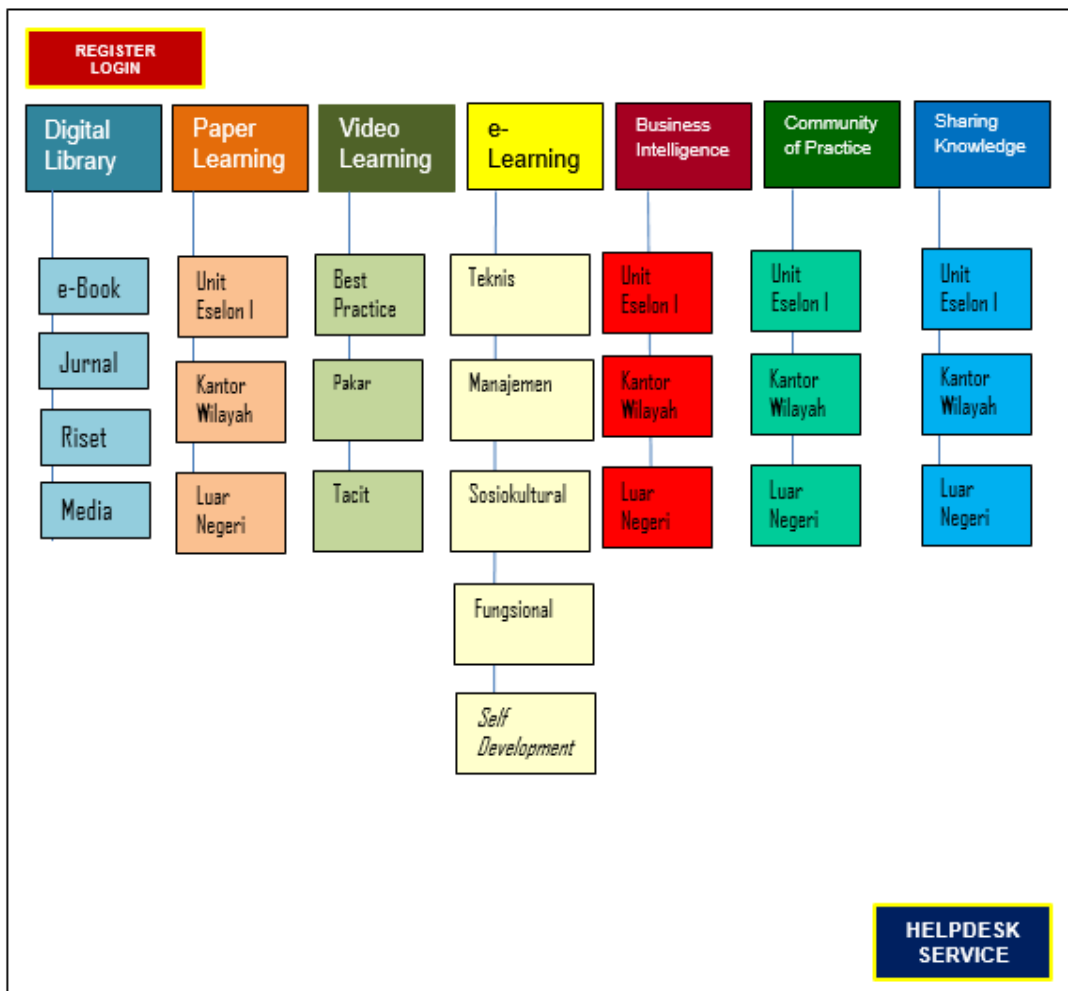 REGISTER
LOGIN
Digital
Library
Paper
Learning
Video
Learning
e-
Learning
Business
Intelligence
Community
of Practice
Sharing
Knowledge
e-Book
Jurnal
Riset
Media
Unit
Eselon I
Kantor
Wilayah
Luar
Negeri
Best
Practice
Pakar
Tacit
Teknis
Manajemen
Sosiokultural
Fungsional
Self
Development
Unit
Eselon I
Kantor
Wilayah
Luar
Negeri
Unit
Eselon I
Kantor
Wilayah
Luar
Negeri
Unit
Eselon I
Kantor
Wilayah
Luar
Negeri
HELPDESK
SERVICE